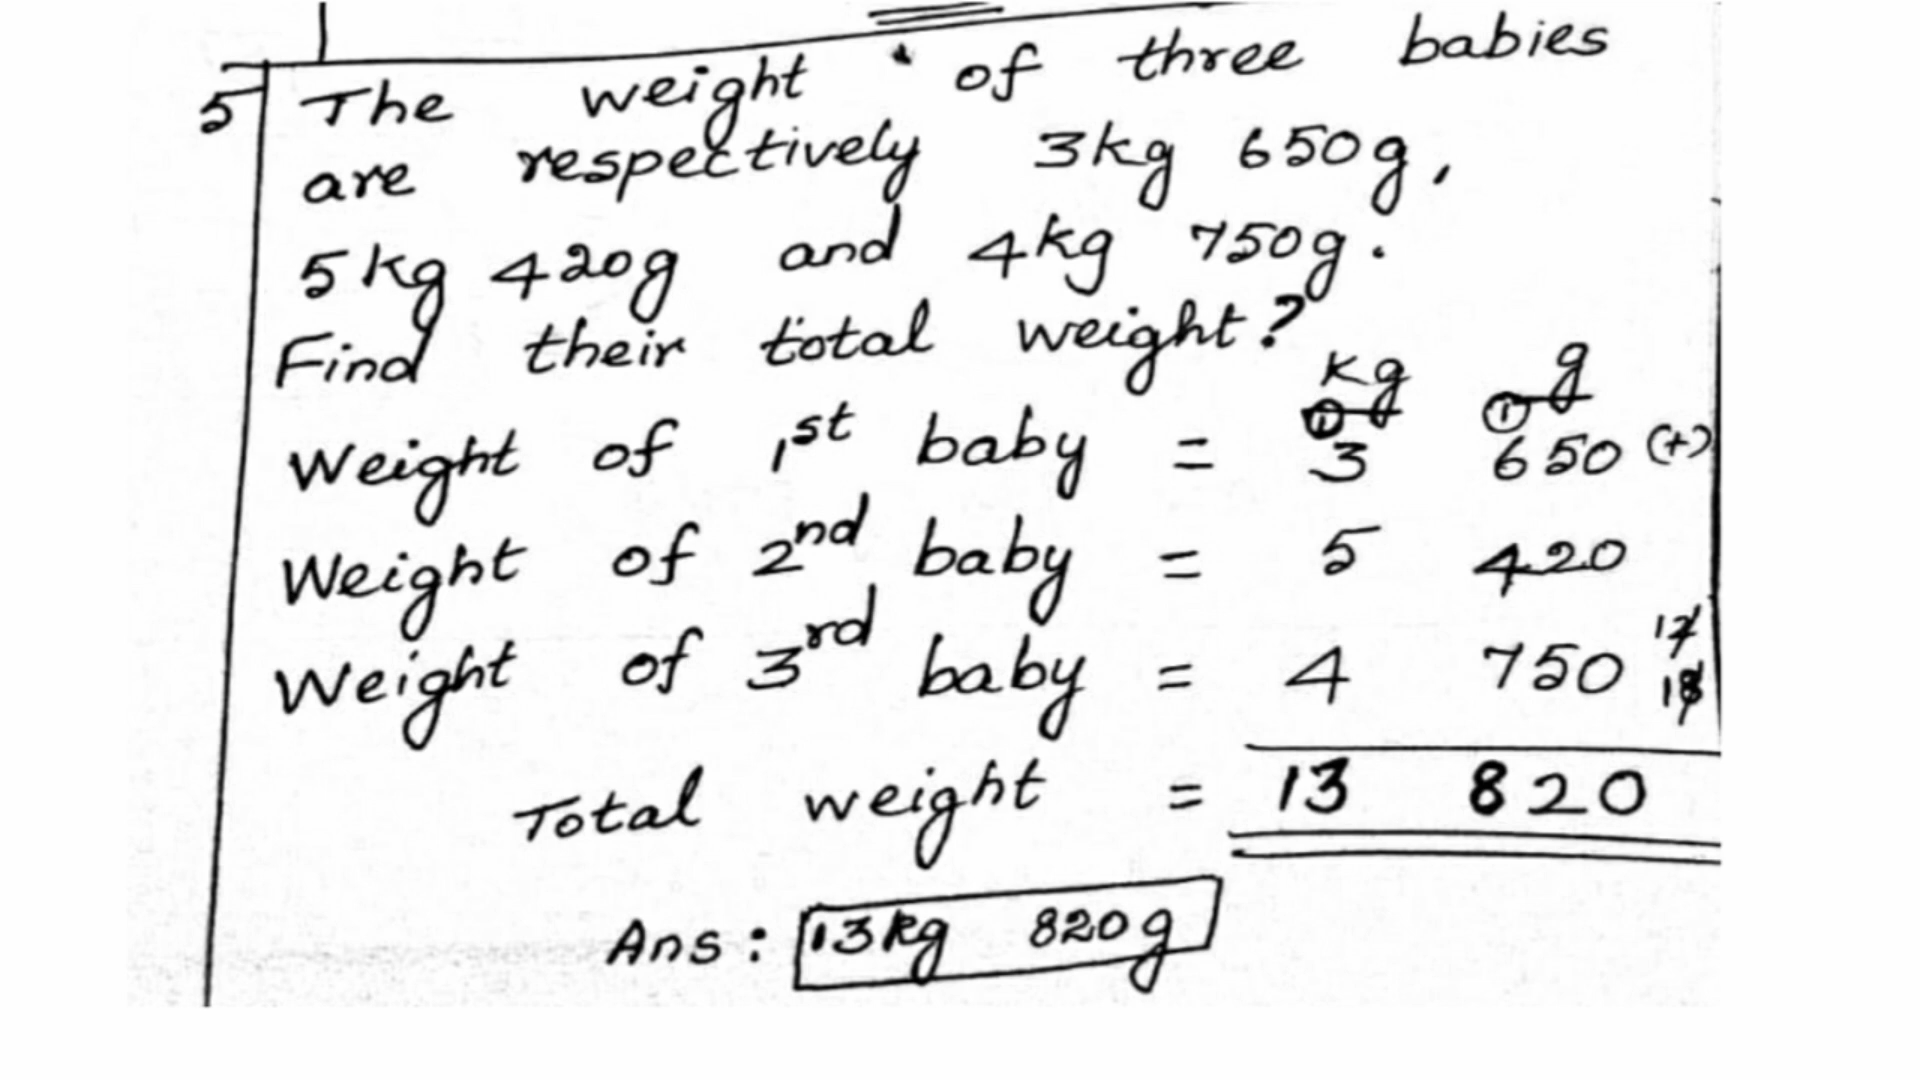 5 The weight of three babies
are respectively 3kg 650g,
5kg 420g and 4kg 750g.
Find their total weight?
kg g
1 1
Weight of 1st baby = 3 650 (+)
Weight of 2nd baby = 5 420
17
Weight of 3rd baby = 4 750
18
Total weight = 13 820
Ans: 13kg 820g